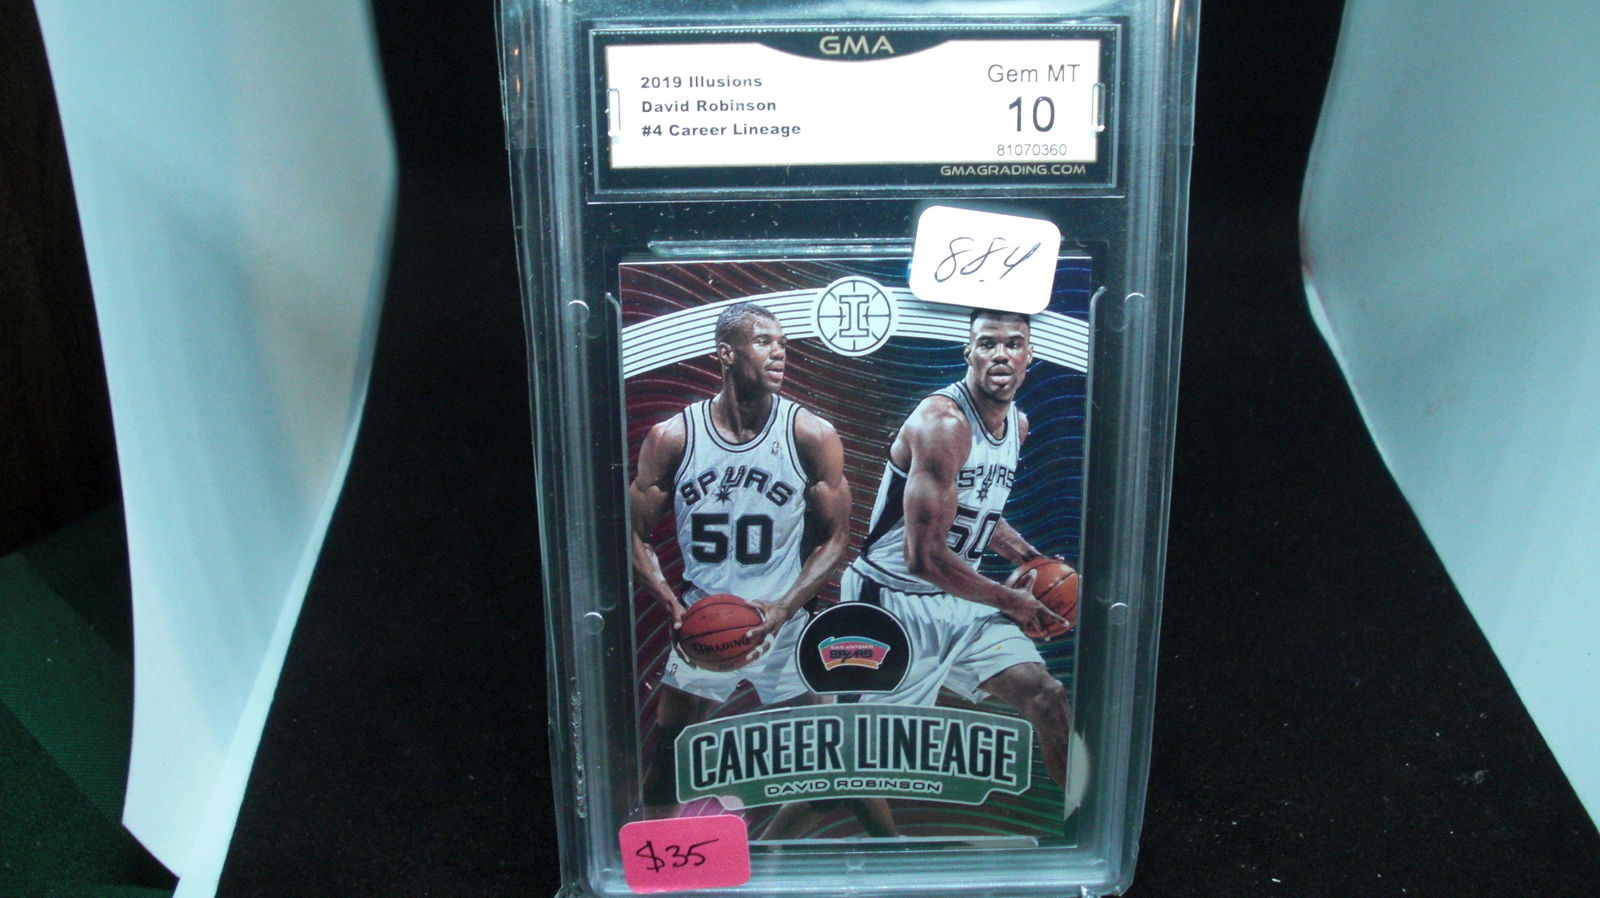 GMA
2019 Illusions
David Robinson
#4 Career Lineage
Gem MT
10
81070360
GMAGRADING.COM
884
I
SPURS
50
SPURS
50
SPALDING
SAN ANTONIO
SPURS
CAREER LINEAGE
DAVID ROBINSON
$35